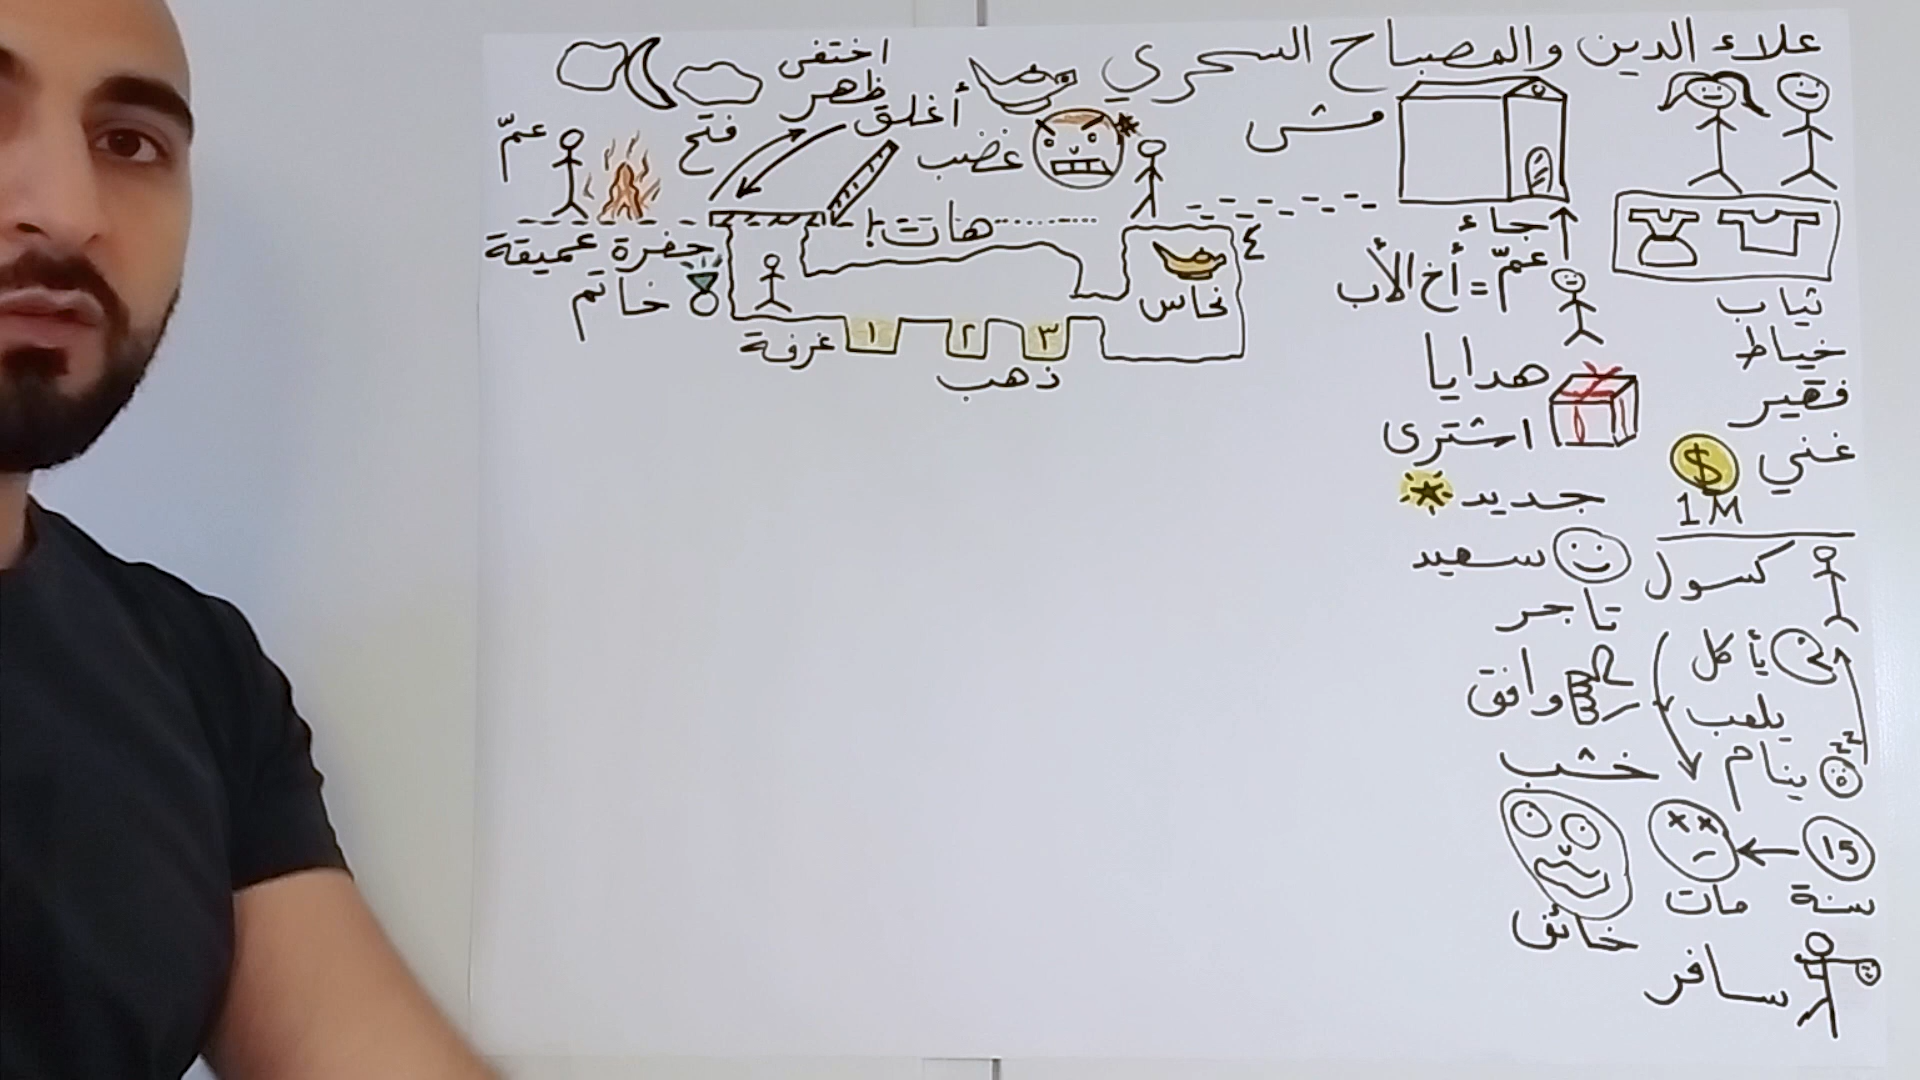 علاء الدين والمصباح السحري
ثياب
خياط
فقير
غني
$
1M
كسول
يأكل
يلعب
ينام
zzz
15
سنة
مات
سافر
مشى
جاء
عمّ = أخ الأب
هدايا
اشترى
جديد
سعيد
تاجر
وافق
خشب
خائف
اختفى
ظهر
أغلق
فتح
غضب
عمّ
هات!
حفرة عميقة
خاتم
غرفة
١ ٢ ٣
ذهب
٤
نحاس